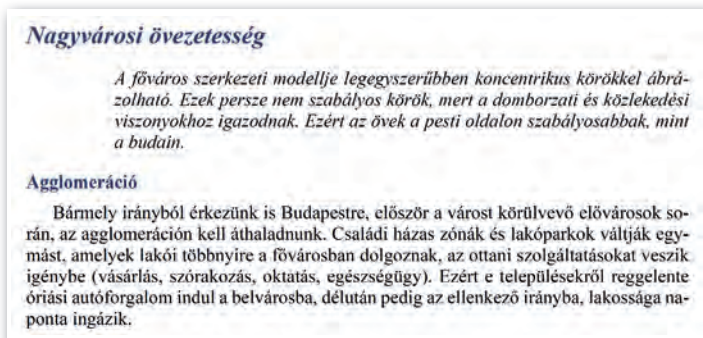 Nagyvárosi övezetesség
A főváros szerkezeti modellje legegyszerűbben koncentrikus körökkel ábrá-
zolható. Ezek persze nem szabályos körök, mert a domborzati és közlekedési
viszonyokhoz igazodnak. Ezért az övek a pesti oldalon szabályosabbak, mint
a budain.
Agglomeráció
Bármely irányból érkezünk is Budapestre, először a várost körülvevő elővárosok so-
rán, az agglomeráción kell áthaladnunk. Családi házas zónák és lakóparkok váltják egy-
mást, amelyek lakói többnyire a fővárosban dolgoznak, az ottani szolgáltatásokat veszik
igénybe (vásárlás, szórakozás, oktatás, egészségügy). Ezért e településekről reggelente
óriási autóforgalom indul a belvárosba, délután pedig az ellenkező irányba, lakossága na-
ponta ingázik.